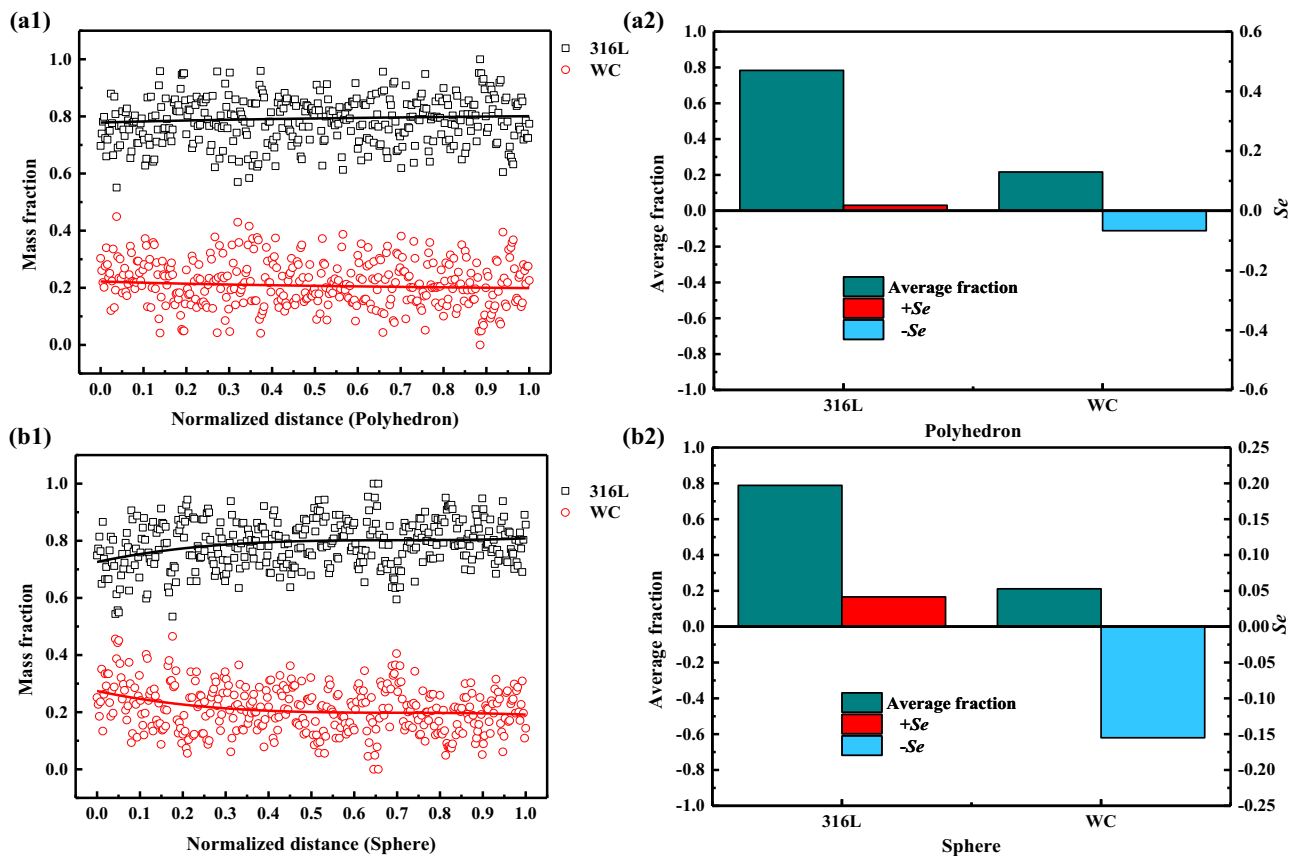 (a1)
1.0
0.8
0.6
0.4
0.2
0.0
Mass fraction
0.0 0.1 0.2 0.3 0.4 0.5 0.6 0.7 0.8 0.9 1.0
Normalized distance (Polyhedron)
316L
WC
(a2)
1.0
0.8
0.6
0.4
0.2
0.0
-0.2
-0.4
-0.6
-0.8
-1.0
Average fraction
Average fraction
+Se
-Se
0.6
0.4
0.2
0.0
-0.2
-0.4
-0.6
Se
316L WC
Polyhedron
(b1)
1.0
0.8
0.6
0.4
0.2
0.0
Mass fraction
0.0 0.1 0.2 0.3 0.4 0.5 0.6 0.7 0.8 0.9 1.0
Normalized distance (Sphere)
316L
WC
(b2)
1.0
0.8
0.6
0.4
0.2
0.0
-0.2
-0.4
-0.6
-0.8
-1.0
Average fraction
Average fraction
+Se
-Se
0.25
0.20
0.15
0.10
0.05
0.00
-0.05
-0.10
-0.15
-0.20
-0.25
Se
316L WC
Sphere